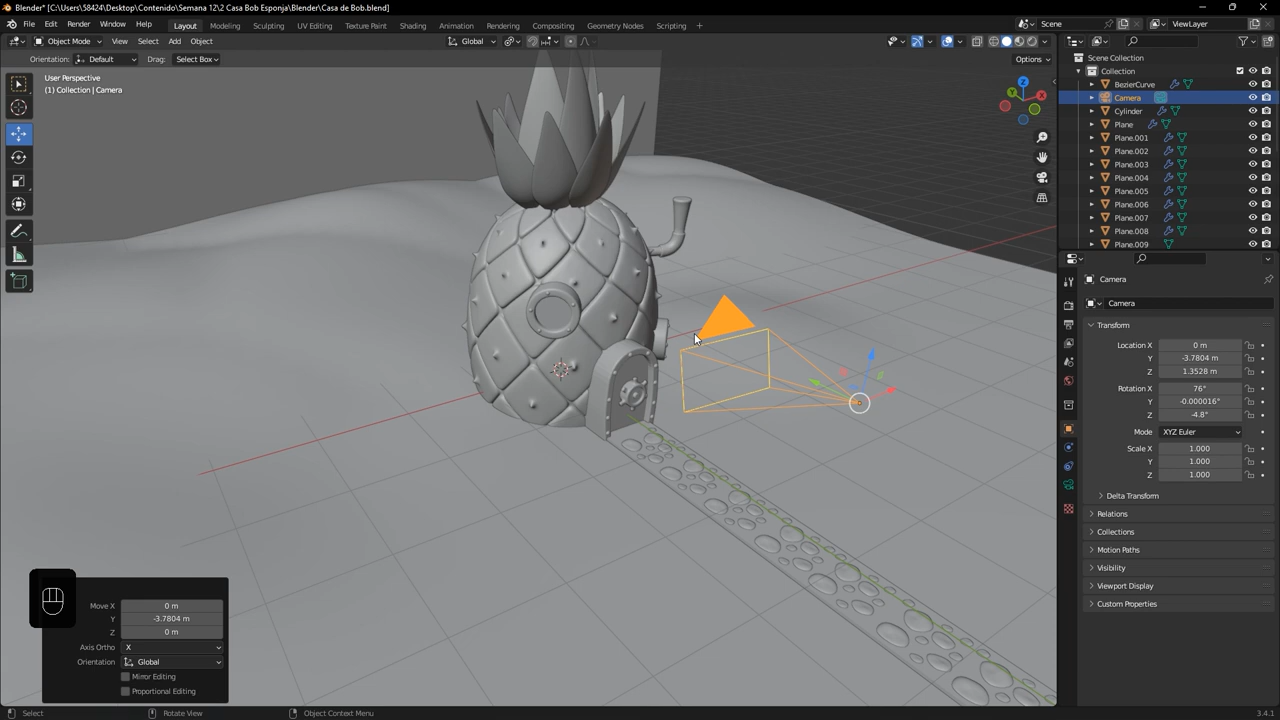 Blender* [C:\Users\58424\Desktop\Contenido\Semana 12\2 Casa Bob Esponja\Blender\Casa de Bob.blend]
File Edit Render Window Help Layout Modeling Sculpting UV Editing Texture Paint Shading Animation Rendering Compositing Geometry Nodes Scripting + Scene ViewLayer
Object Mode View Select Add Object Global
Orientation: Default Drag: Select Box Options
User Perspective
(1) Collection | Camera
X
Y
Z
Scene Collection
Collection
BezierCurve
Camera
Cylinder
Plane
Plane.001
Plane.002
Plane.003
Plane.004
Plane.005
Plane.006
Plane.007
Plane.008
Plane.009
Camera
Camera
Transform
Location X 0 m
Y -3.7804 m
Z 1.3528 m
Rotation X 76°
Y -0.000016°
Z -4.8°
Mode XYZ Euler
Scale X 1.000
Y 1.000
Z 1.000
Delta Transform
Relations
Collections
Motion Paths
Visibility
Viewport Display
Custom Properties
Move X 0 m
Y -3.7804 m
Z 0 m
Axis Ortho X
Orientation Global
Mirror Editing
Proportional Editing
Select Rotate View Object Context Menu 3.4.1